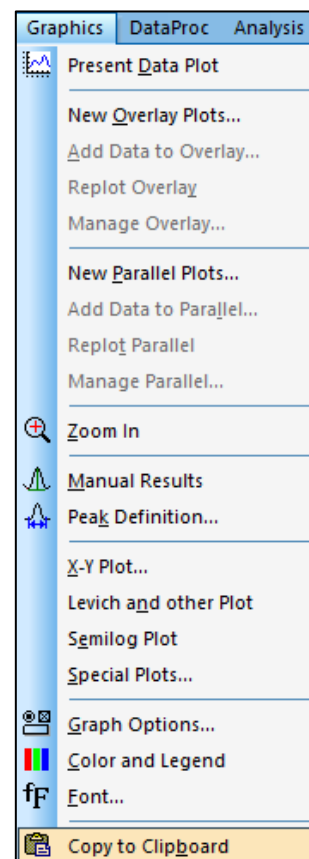 Graphics DataProc Analysis
Present Data Plot
New Overlay Plots...
Add Data to Overlay...
Replot Overlay
Manage Overlay...
New Parallel Plots...
Add Data to Parallel...
Replot Parallel
Manage Parallel...
Zoom In
Manual Results
Peak Definition...
X-Y Plot...
Levich and other Plot
Semilog Plot
Special Plots...
Graph Options...
Color and Legend
fF Font...
Copy to Clipboard